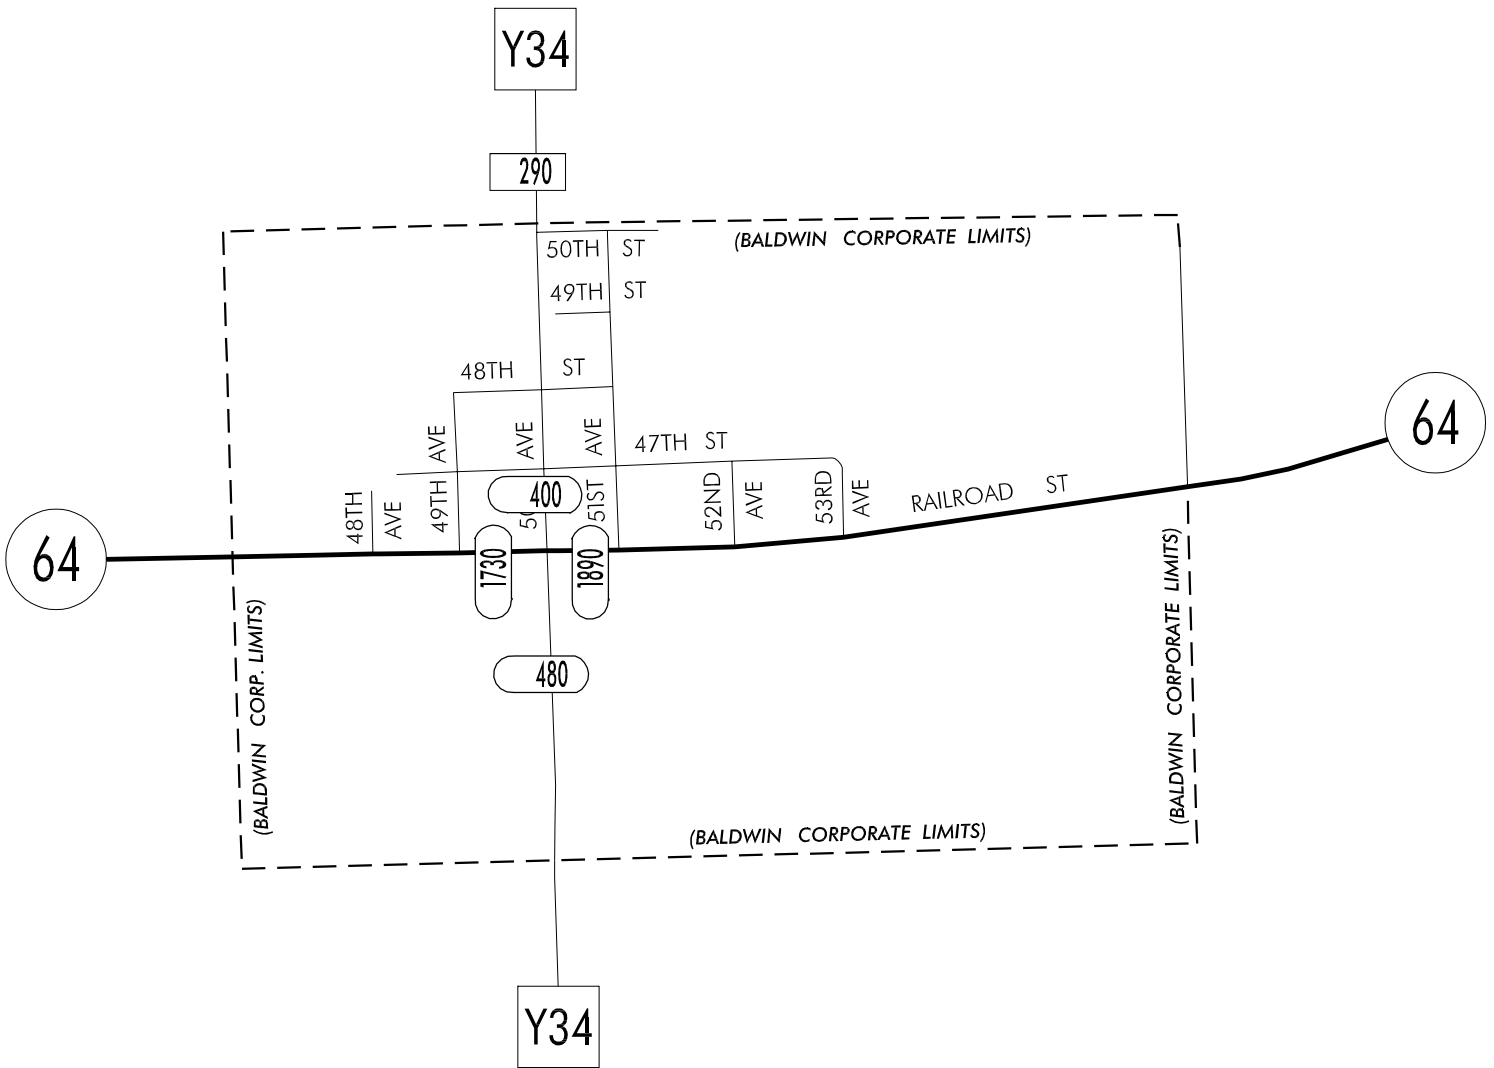 Y34
290
(BALDWIN CORPORATE LIMITS)
50TH ST
49TH ST
48TH ST
AVE
AVE
AVE
47TH ST
64
48TH
AVE
49TH
400
51ST
52ND
AVE
53RD
AVE
RAILROAD ST
64
1730
1890
480
(BALDWIN CORP. LIMITS)
(BALDWIN CORPORATE LIMITS)
(BALDWIN CORPORATE LIMITS)
Y34